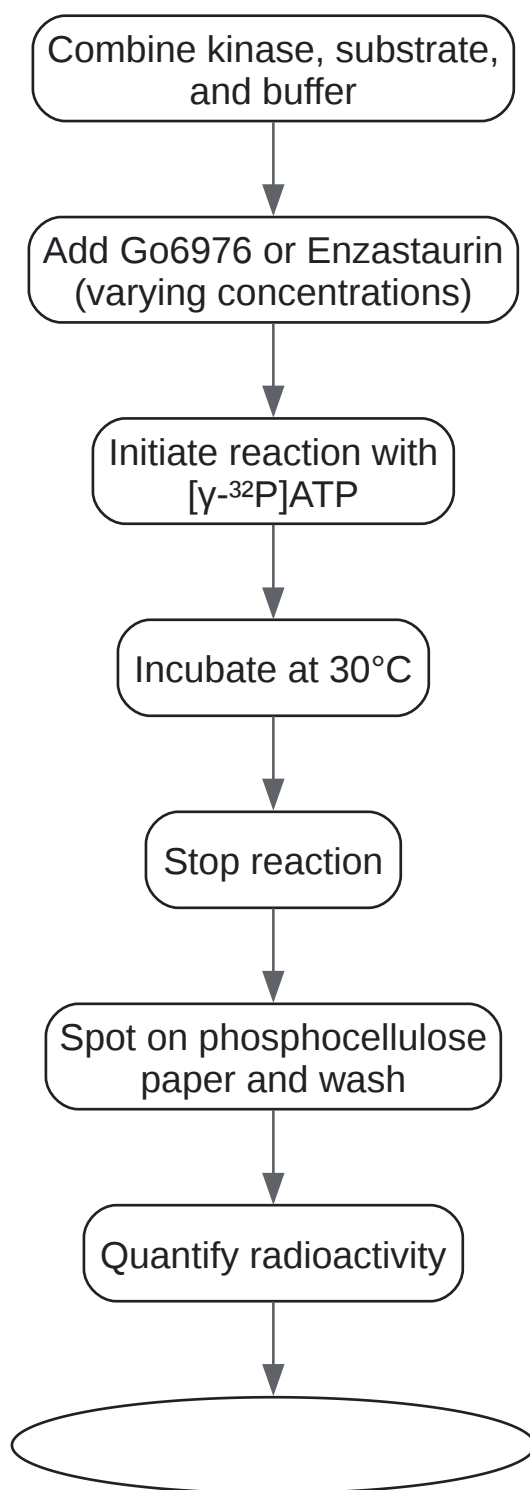 Combine kinase, substrate,
and buffer
Add Go6976 or Enzastaurin
(varying concentrations)
Initiate reaction with
[γ-³²P]ATP
Incubate at 30°C
Stop reaction
Spot on phosphocellulose
paper and wash
Quantify radioactivity